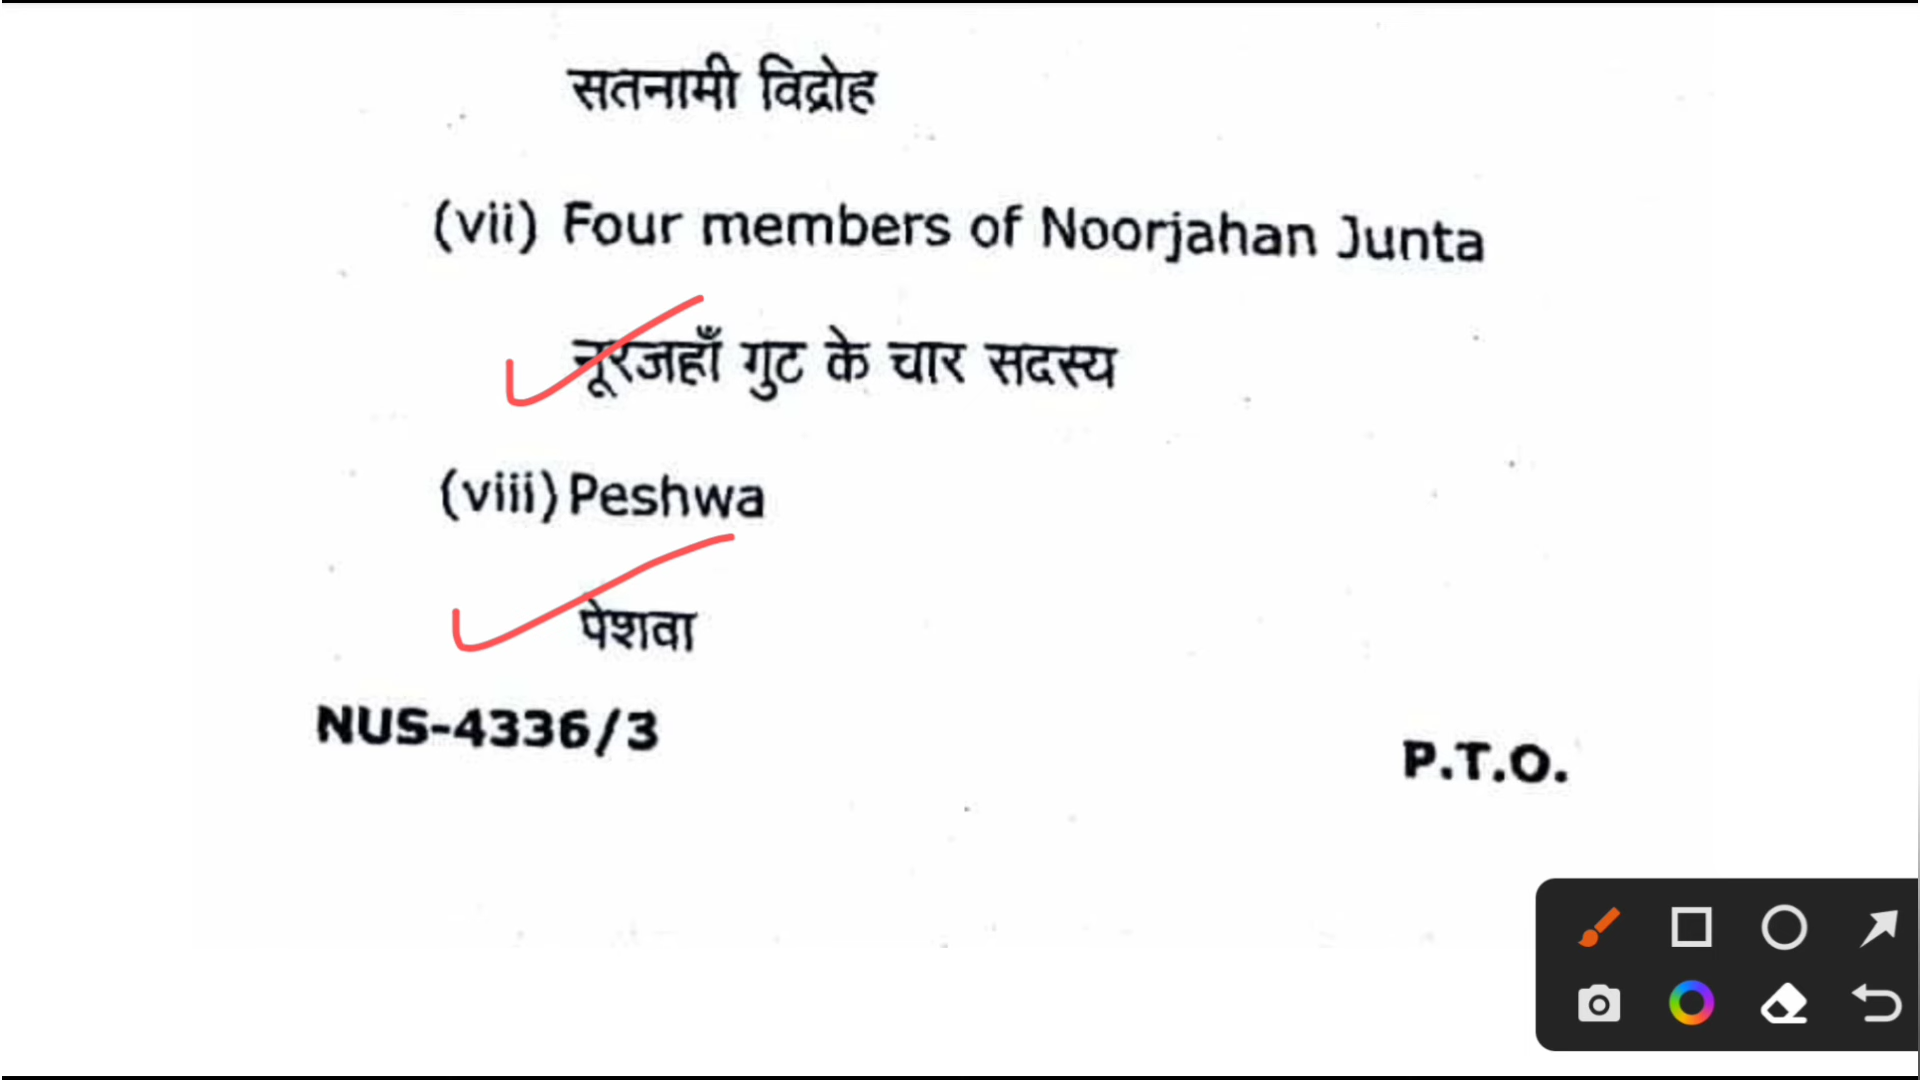 सतनामी विद्रोह
(vii) Four members of Noorjahan Junta
नूरजहाँ गुट के चार सदस्य
(viii) Peshwa
पेशवा
NUS-4336/3
P.T.O.